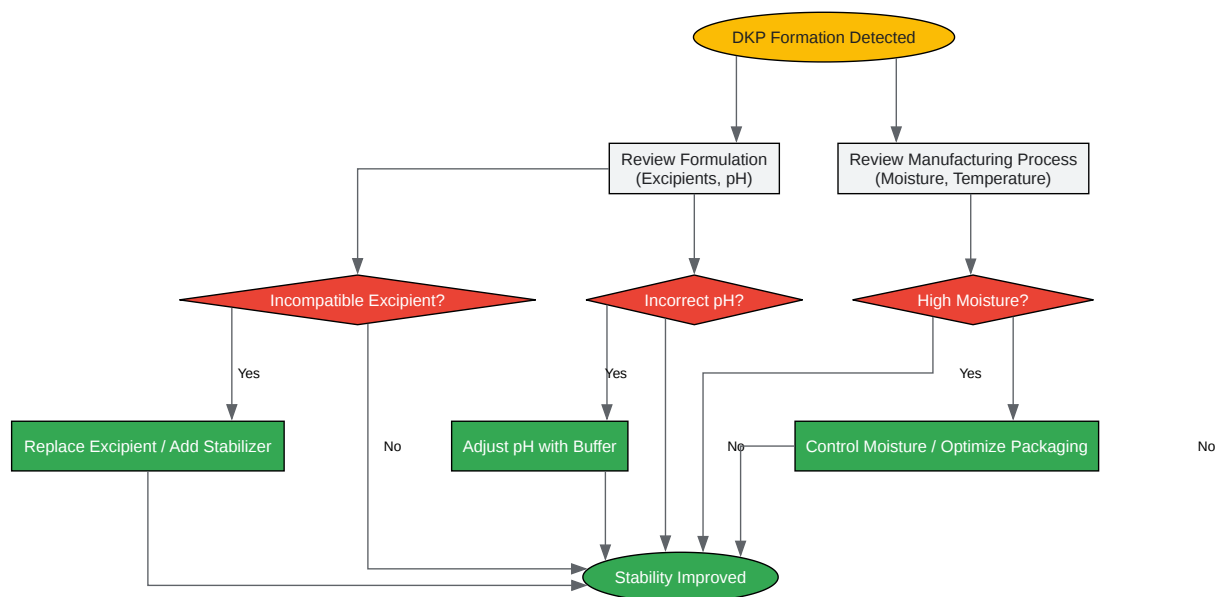 DKP Formation Detected
Review Formulation
(Excipients, pH)
Review Manufacturing Process
(Moisture, Temperature)
Incompatible Excipient?
Incorrect pH?
High Moisture?
Yes
Yes
Yes
Replace Excipient / Add Stabilizer
No
Adjust pH with Buffer
No
Control Moisture / Optimize Packaging
No
Stability Improved